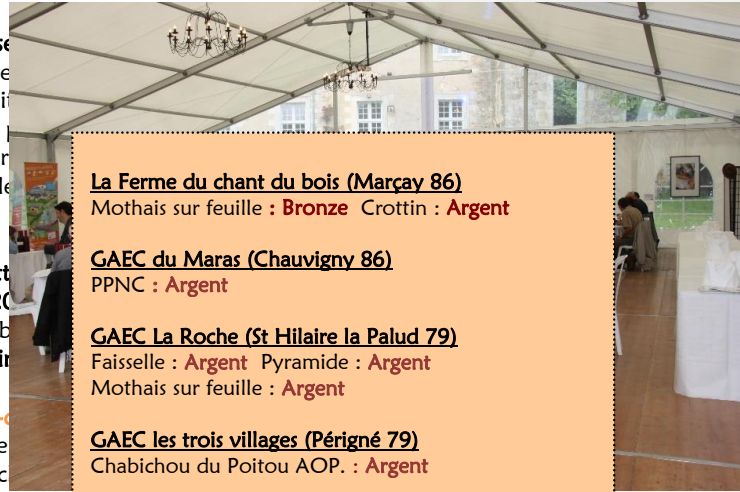 La Ferme du chant du bois (Marçay 86)
Mothais sur feuille : Bronze Crottin : Argent
GAEC du Maras (Chauvigny 86)
PPNC : Argent
GAEC La Roche (St Hilaire la Palud 79)
Faisselle : Argent Pyramide : Argent
Mothais sur feuille : Argent
GAEC les trois villages (Périgné 79)
Chabichou du Poitou AOP. : Argent